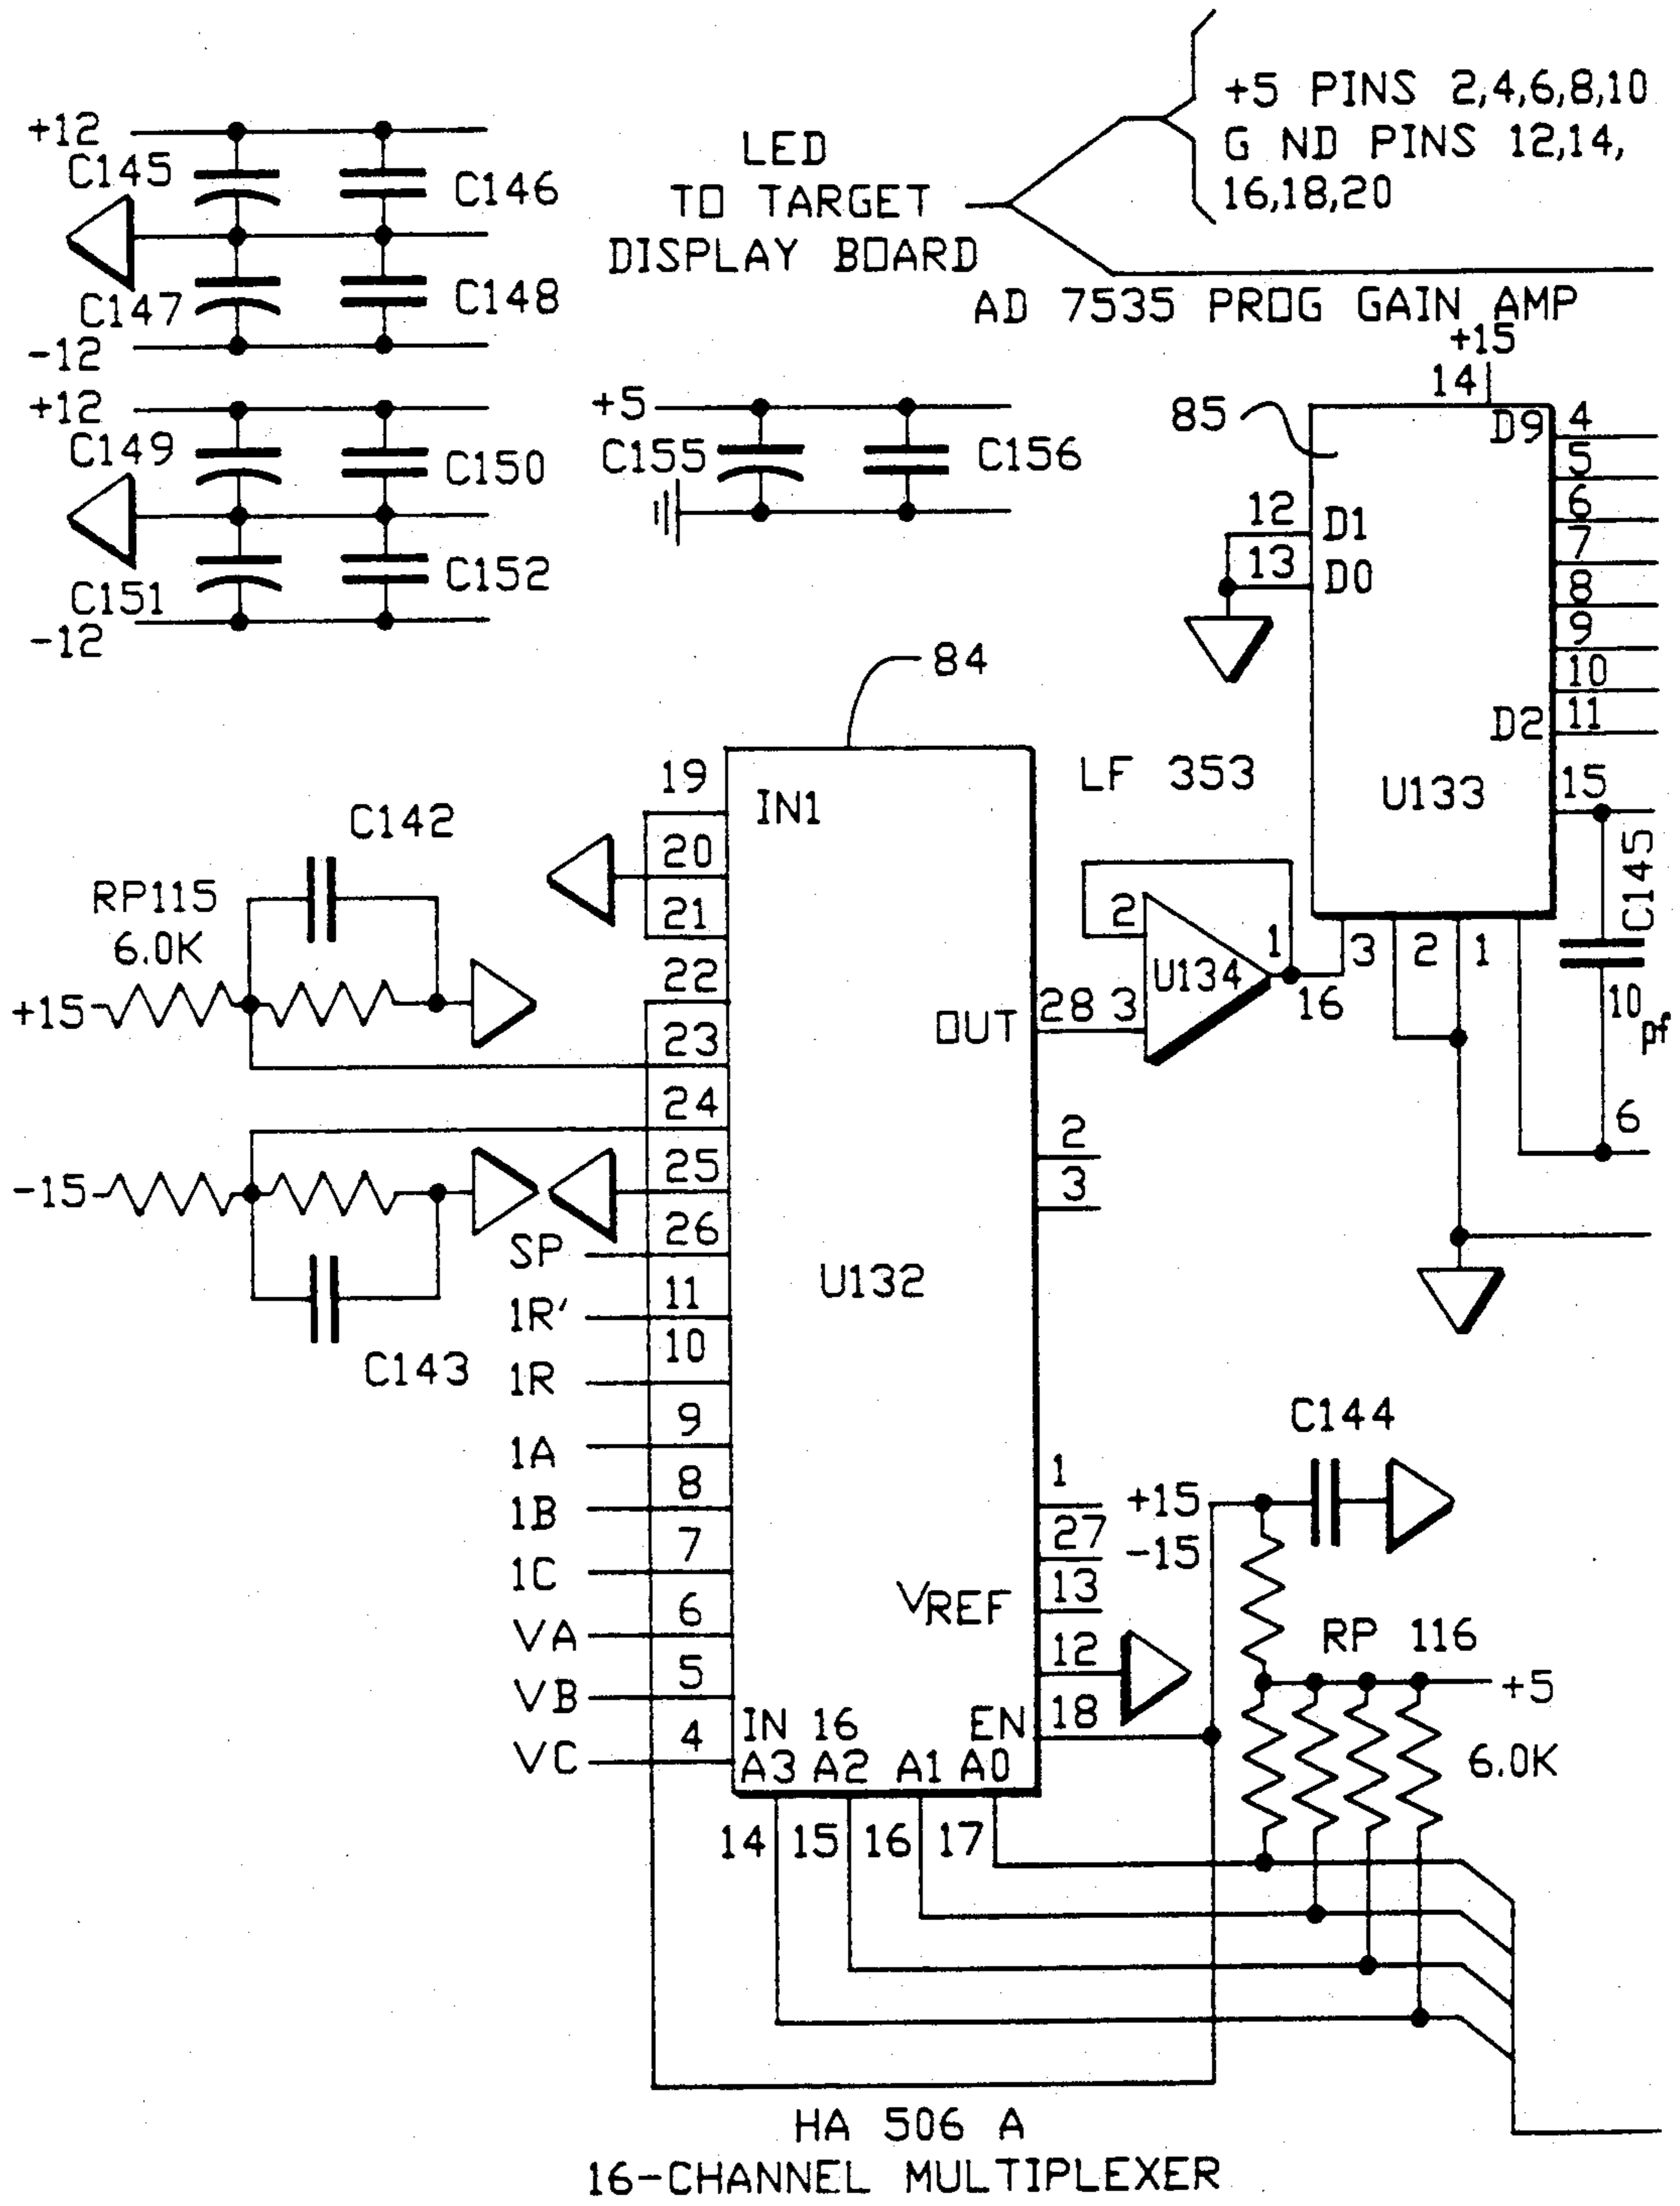 +5 PINS 2,4,6,8,10
G ND PINS 12,14,
16,18,20
LED
TO TARGET
DISPLAY BOARD
+12
C145
C146
C147
C148
-12
AD 7535 PROG GAIN AMP
+15
14
+12
C149
C150
C151
C152
-12
+5
C155
C156
85
D9
4
5
6
7
8
9
10
11
12
D1
13
D0
D2
15
U133
C145
10
pf
6
84
LF 353
19
IN1
20
21
22
23
24
25
26
11
10
9
8
7
6
5
4
C142
RP115
6.0K
+15
-15
C143
SP
1R'
1R
1A
1B
1C
VA
VB
VC
OUT
28
3
2
U134
1
16
3
2
1
2
3
U132
C144
1
+15
27
-15
13
VREF
12
RP 116
+5
18
EN
IN 16
A3
A2
A1
A0
6.0K
14
15
16
17
HA 506 A
16-CHANNEL MULTIPLEXER